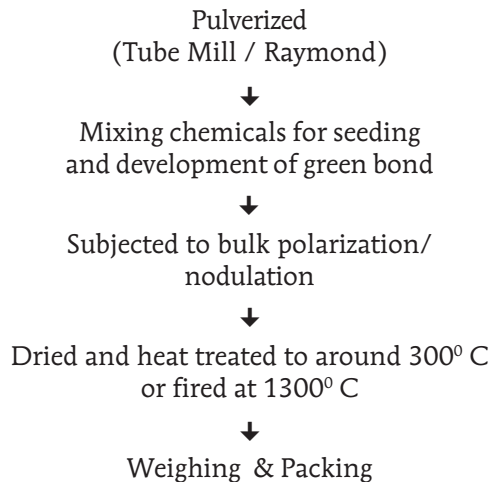 Pulverized
(Tube Mill / Raymond)
Mixing chemicals for seeding
and development of green bond
Subjected to bulk polarization/
nodulation
Dried and heat treated to around 300⁰ C
or fired at 1300⁰ C
Weighing & Packing